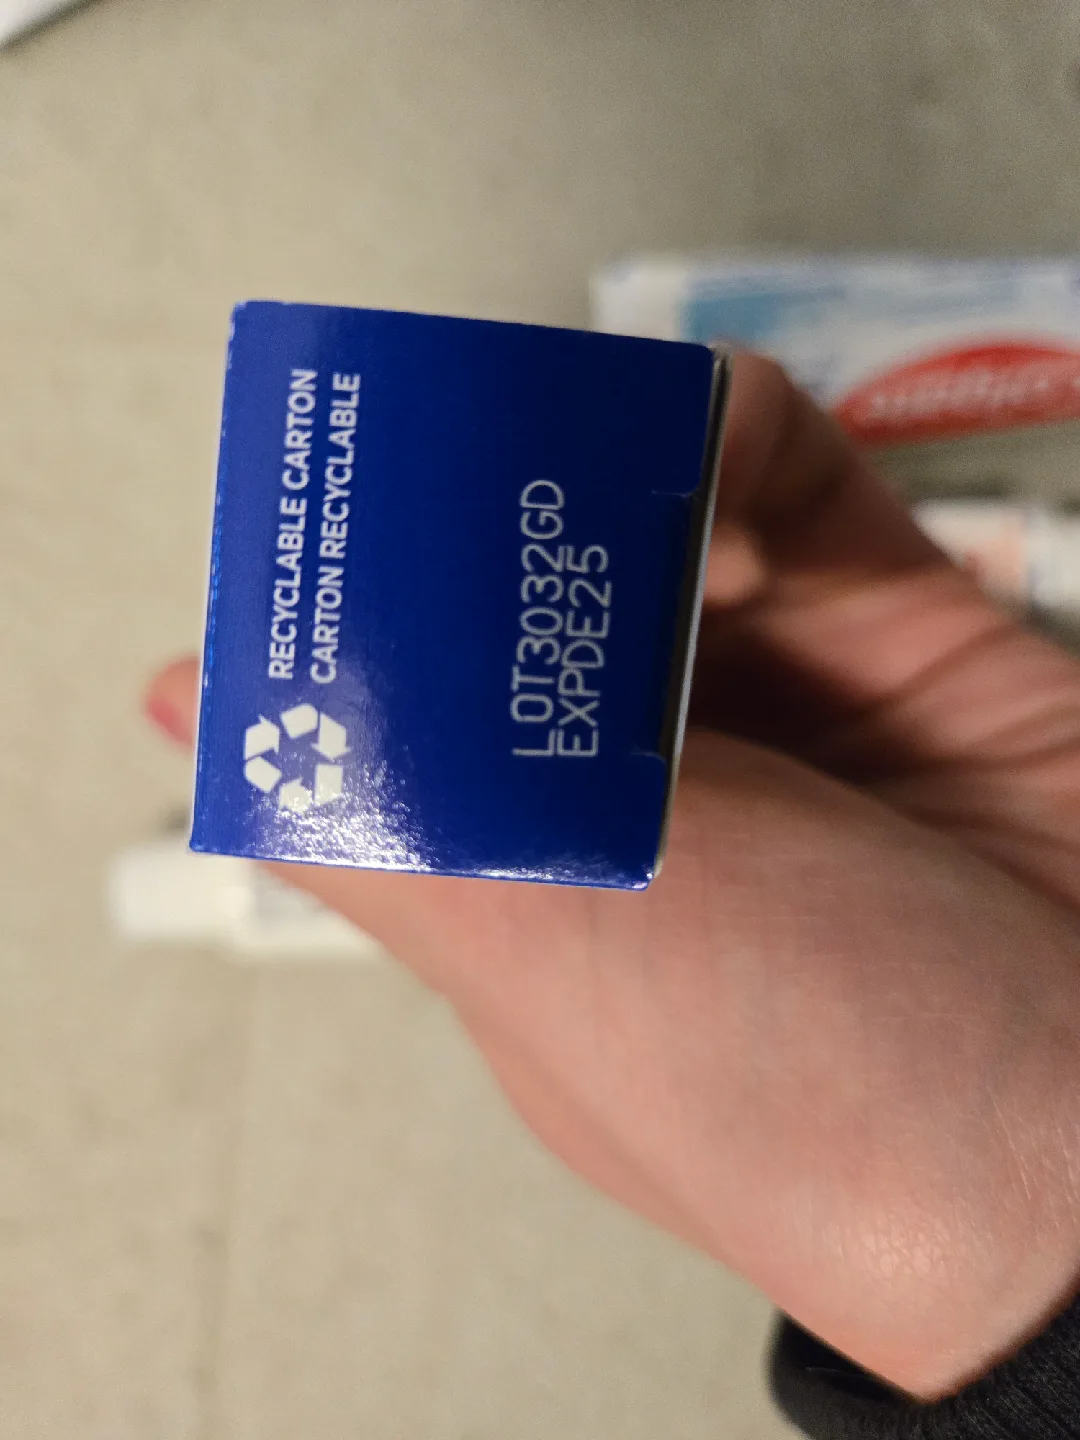 RECYCLABLE CARTON
CARTON RECYCLABLE
LOT3032GD
EXPDE25